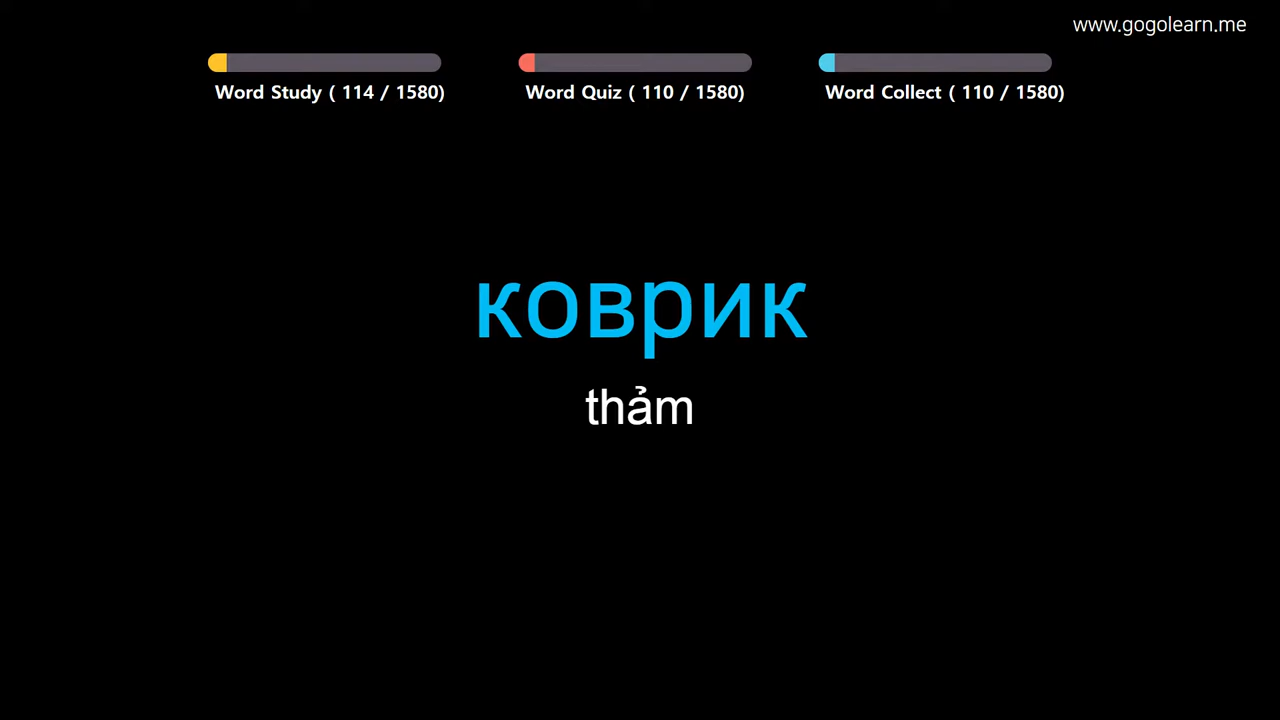 www.gogolearn.me
Word Study ( 114 / 1580)
Word Quiz ( 110 / 1580)
Word Collect ( 110 / 1580)
коврик
thảm